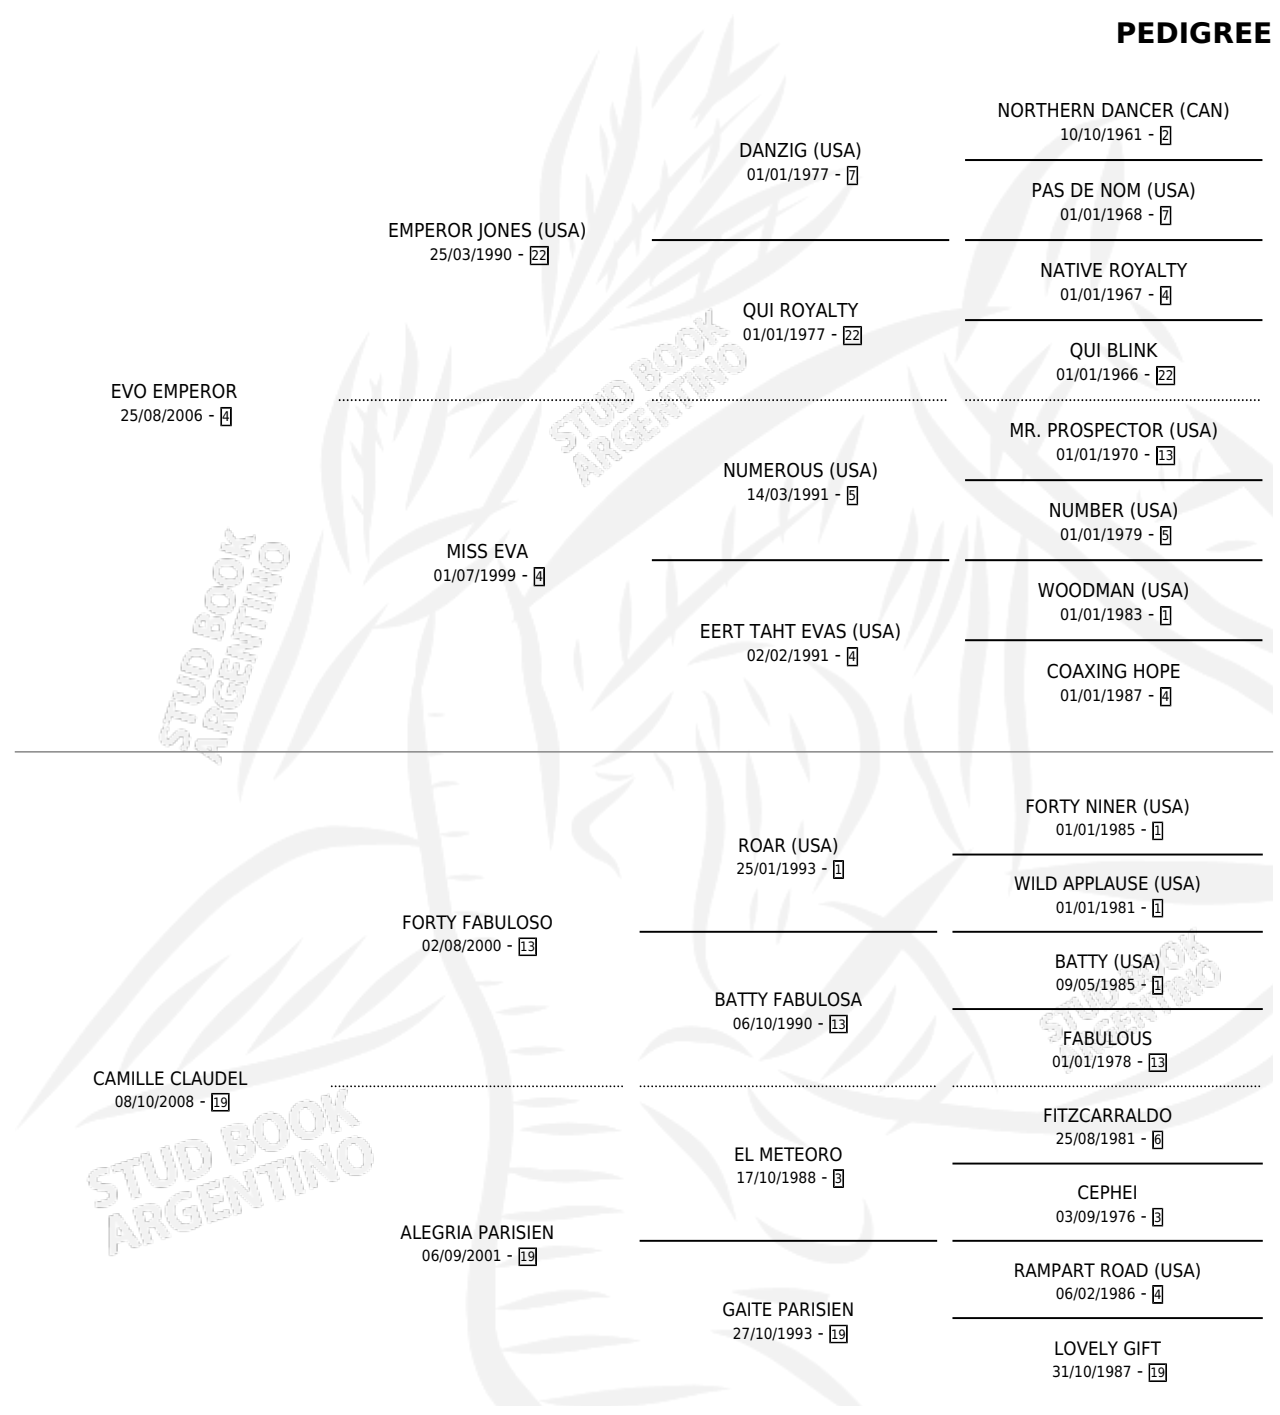 PEDIGREE
NORTHERN DANCER (CAN)
10/10/1961 - 2
DANZIG (USA)
01/01/1977 - 7
PAS DE NOM (USA)
01/01/1968 - 7
EMPEROR JONES (USA)
25/03/1990 - 22
NATIVE ROYALTY
01/01/1967 - 4
QUI ROYALTY
01/01/1977 - 22
QUI BLINK
01/01/1966 - 22
EVO EMPEROR
25/08/2006 - 4
MR. PROSPECTOR (USA)
01/01/1970 - 13
NUMEROUS (USA)
14/03/1991 - 5
NUMBER (USA)
01/01/1979 - 5
MISS EVA
01/07/1999 - 4
WOODMAN (USA)
01/01/1983 - 1
EERT TAHT EVAS (USA)
02/02/1991 - 4
COAXING HOPE
01/01/1987 - 4
FORTY NINER (USA)
01/01/1985 - 1
ROAR (USA)
25/01/1993 - 1
WILD APPLAUSE (USA)
01/01/1981 - 1
FORTY FABULOSO
02/08/2000 - 13
BATTY (USA)
09/05/1985 - 1
BATTY FABULOSA
06/10/1990 - 13
FABULOUS
01/01/1978 - 13
CAMILLE CLAUDEL
08/10/2008 - 19
FITZCARRALDO
25/08/1981 - 6
EL METEORO
17/10/1988 - 3
CEPHEI
03/09/1976 - 3
ALEGRIA PARISIEN
06/09/2001 - 19
RAMPART ROAD (USA)
06/02/1986 - 4
GAITE PARISIEN
27/10/1993 - 19
LOVELY GIFT
31/10/1987 - 19
STUD BOOK
ARGENTINO
STUD BOOK
ARGENTINO
STUD BOOK
ARGENTINO
STUD BOOK
ARGENTINO